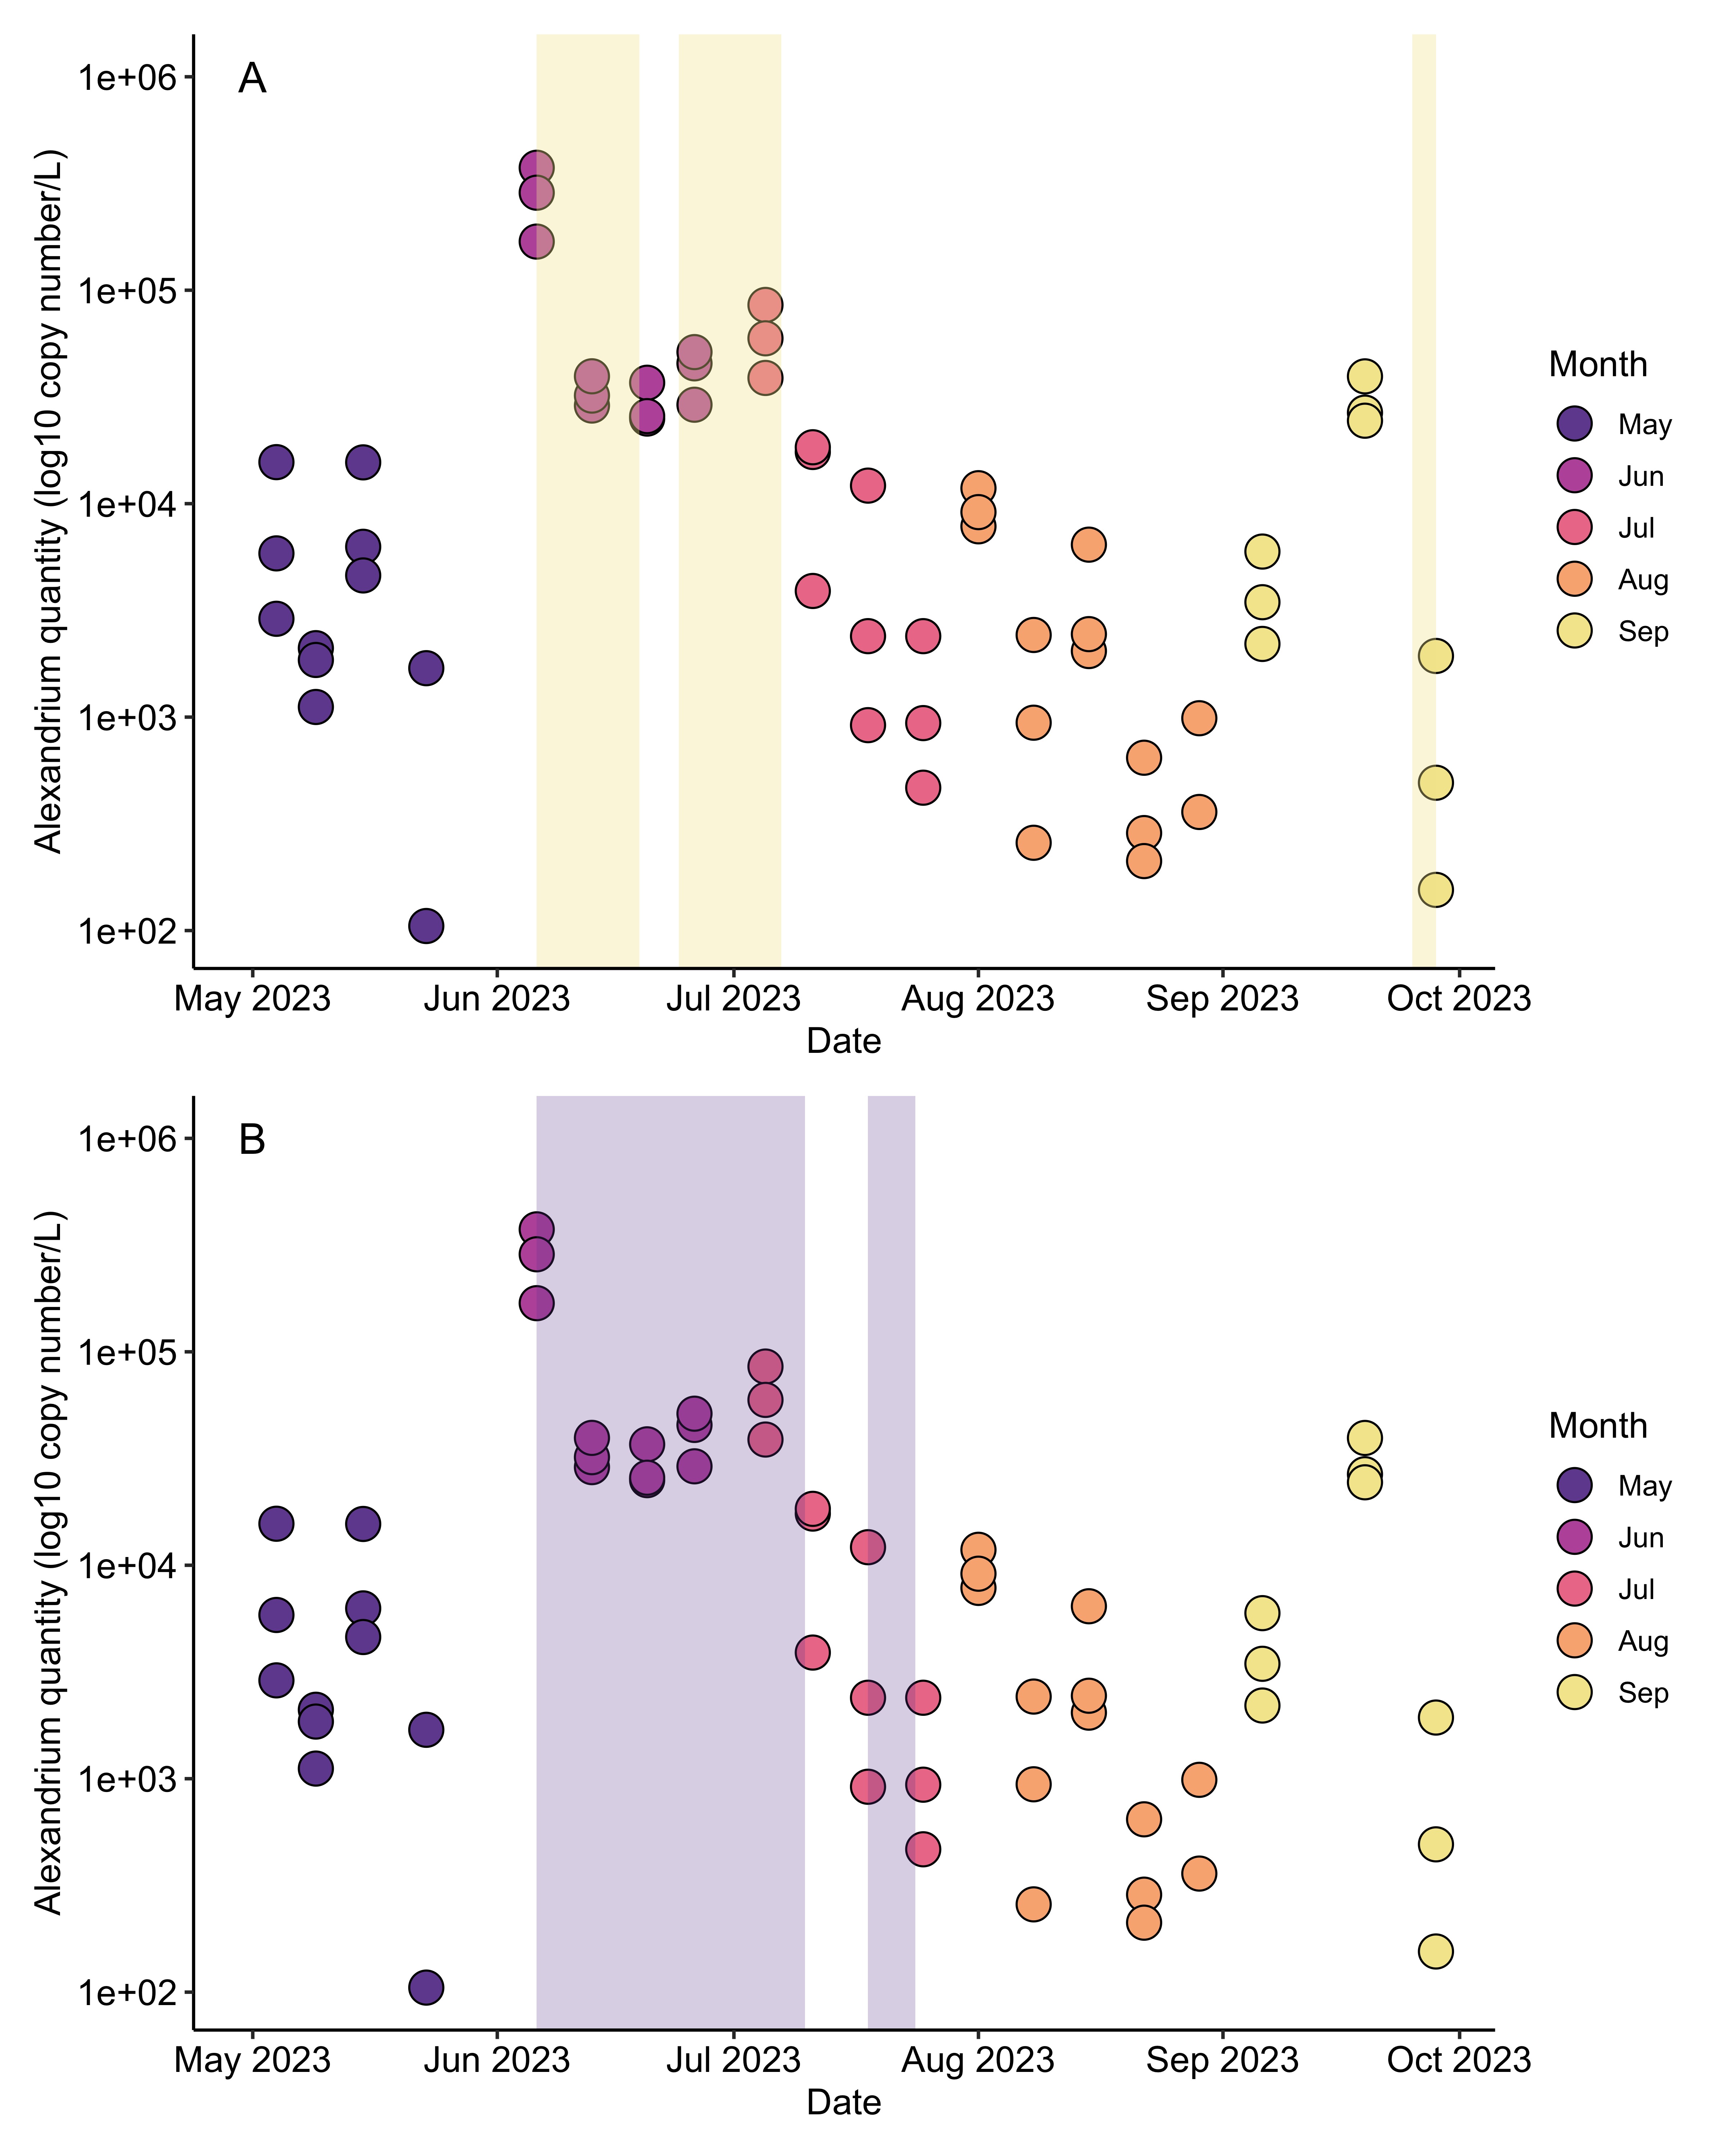 A
1e+06
1e+05
1e+04
1e+03
1e+02
Alexandrium quantity (log10 copy number/L)
May 2023 Jun 2023 Jul 2023 Aug 2023 Sep 2023 Oct 2023
Date
Month
May
Jun
Jul
Aug
Sep
B
1e+06
1e+05
1e+04
1e+03
1e+02
Alexandrium quantity (log10 copy number/L)
May 2023 Jun 2023 Jul 2023 Aug 2023 Sep 2023 Oct 2023
Date
Month
May
Jun
Jul
Aug
Sep